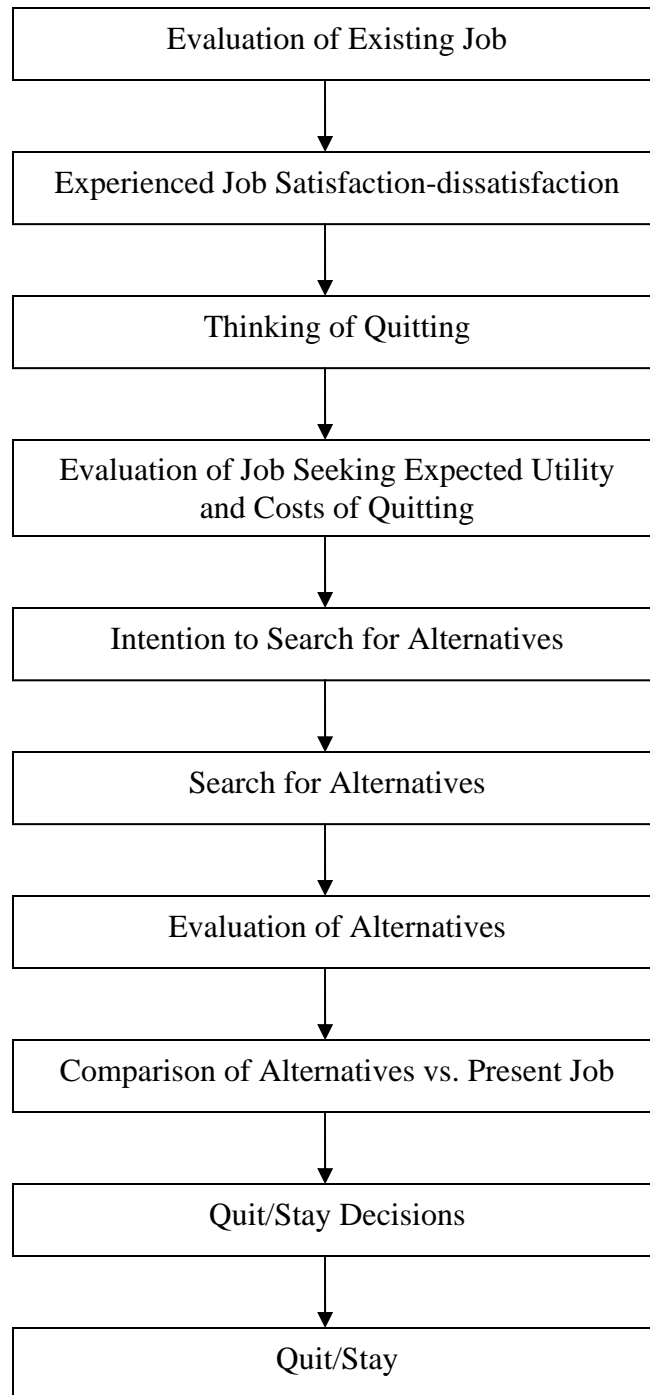 Evaluation of Existing Job
Experienced Job Satisfaction-dissatisfaction
Thinking of Quitting
Evaluation of Job Seeking Expected Utility
and Costs of Quitting
Intention to Search for Alternatives
Search for Alternatives
Evaluation of Alternatives
Comparison of Alternatives vs. Present Job
Quit/Stay Decisions
Quit/Stay